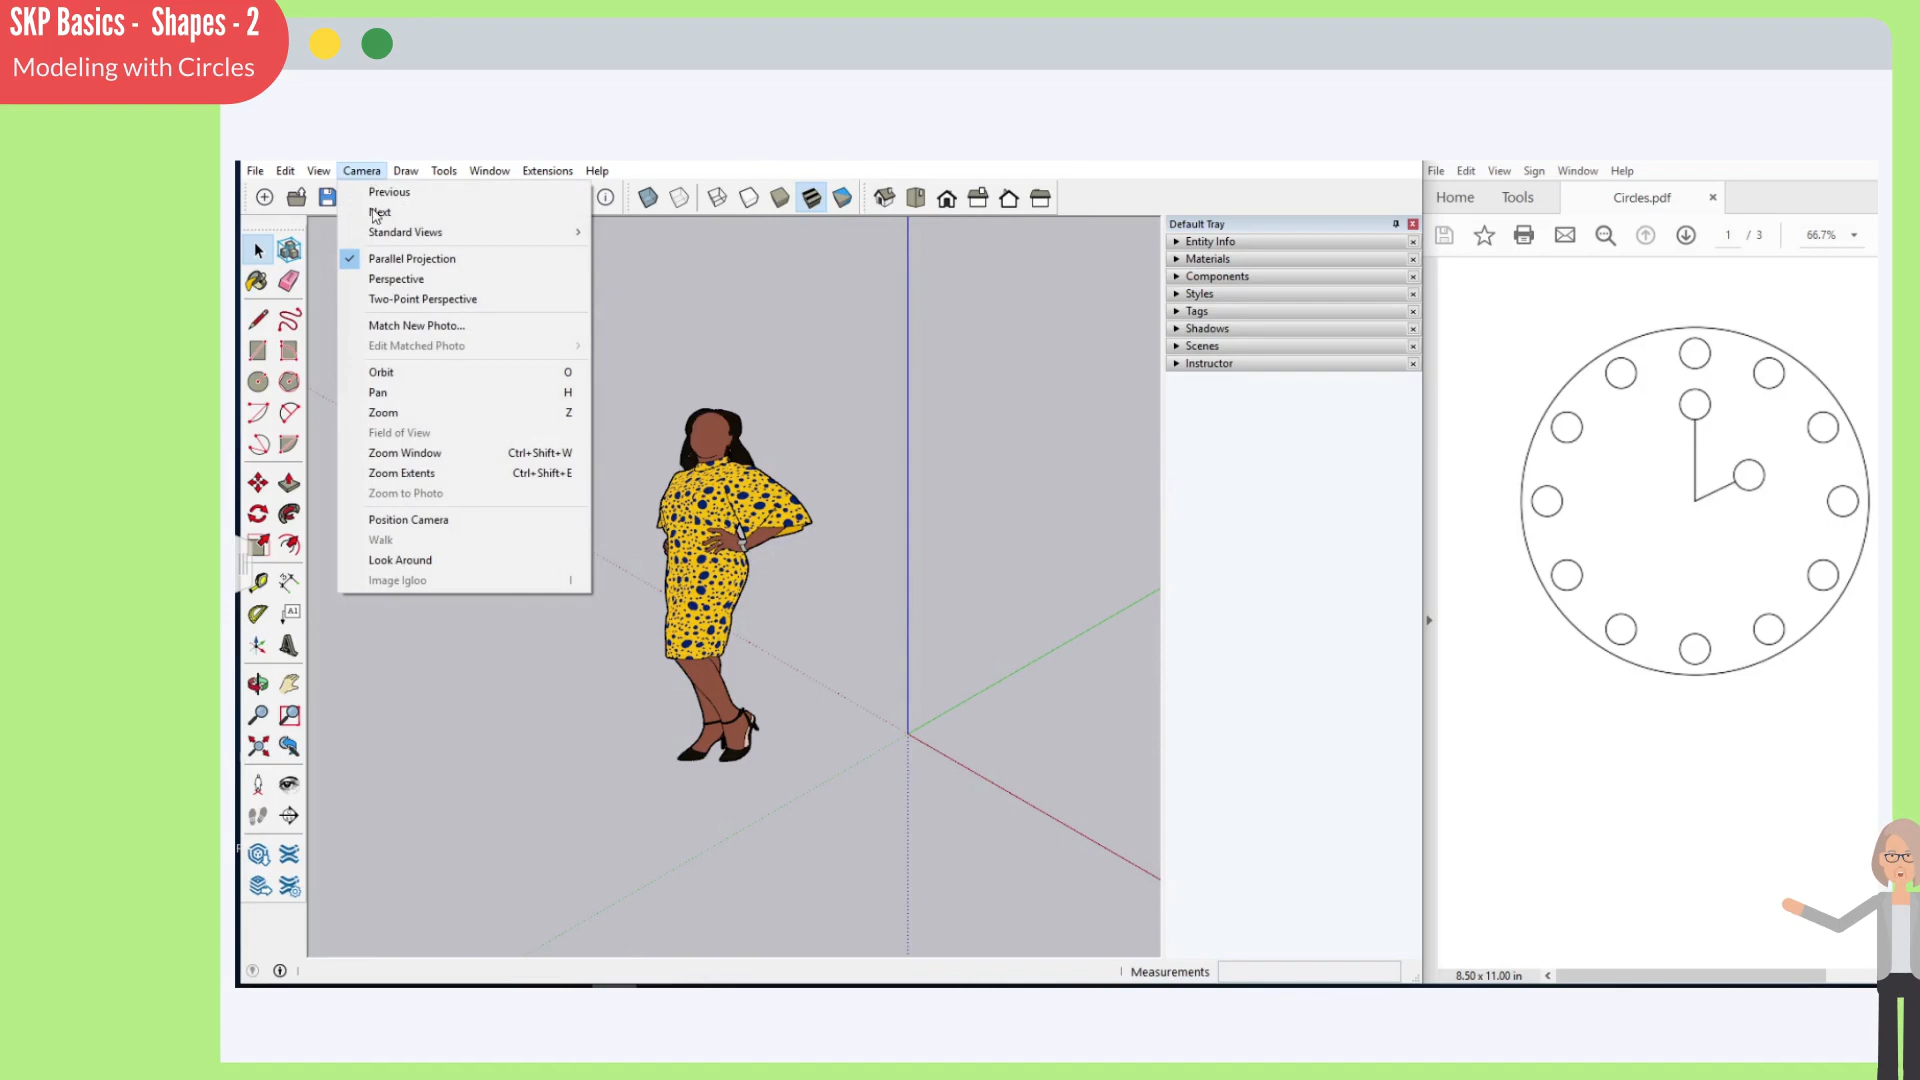 SKP Basics - Shapes - 2
Modeling with Circles
File Edit View Camera Draw Tools Window Extensions Help
Previous
Next
Standard Views
Parallel Projection
Perspective
Two-Point Perspective
Match New Photo...
Edit Matched Photo
Orbit O
Pan H
Zoom Z
Field of View
Zoom Window Ctrl+Shift+W
Zoom Extents Ctrl+Shift+E
Zoom to Photo
Position Camera
Walk
Look Around
Image Igloo I
A1
Default Tray
Entity Info
Materials
Components
Styles
Tags
Shadows
Scenes
Instructor
Measurements
File Edit View Sign Window Help
Home Tools Circles.pdf
1 / 3 66.7%
8.50 x 11.00 in